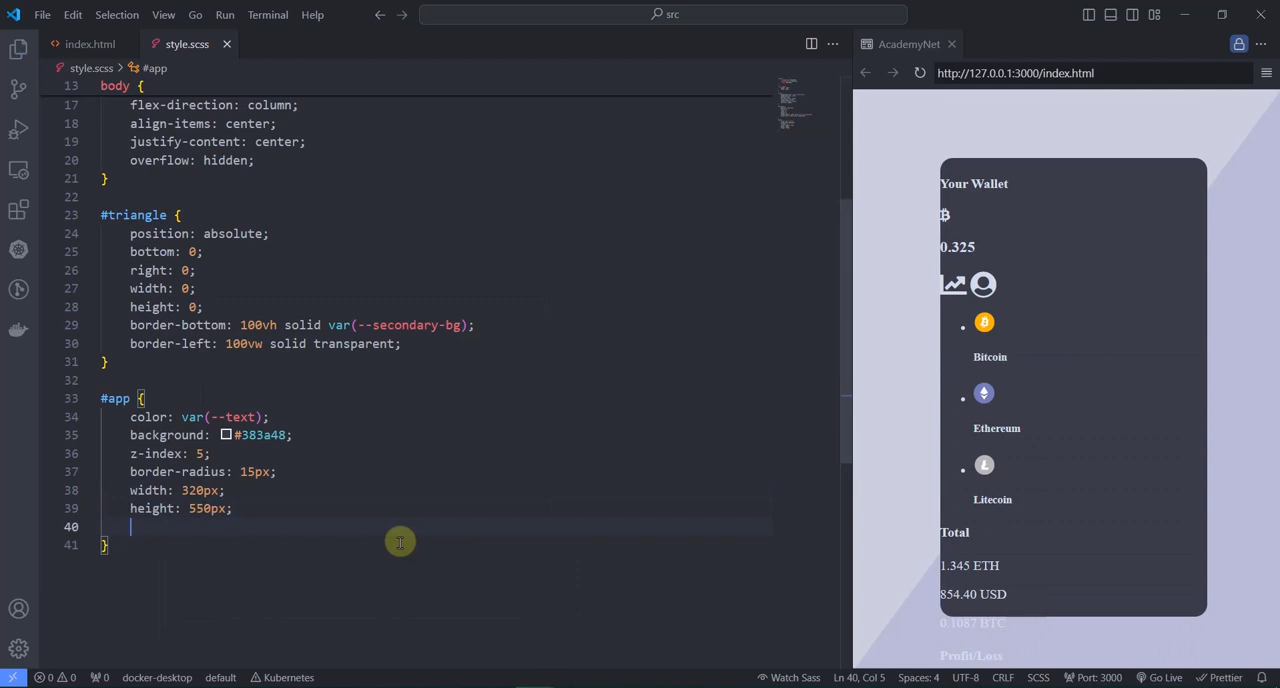 File Edit Selection View Go Run Terminal Help
src
index.html
style.scss
AcademyNet
style.scss > #app
http://127.0.0.1:3000/index.html
13 body {
17 flex-direction: column;
18 align-items: center;
19 justify-content: center;
20 overflow: hidden;
21 }
22
23 #triangle {
24 position: absolute;
25 bottom: 0;
26 right: 0;
27 width: 0;
28 height: 0;
29 border-bottom: 100vh solid var(--secondary-bg);
30 border-left: 100vw solid transparent;
31 }
32
33 #app {
34 color: var(--text);
35 background: #383a48;
36 z-index: 5;
37 border-radius: 15px;
38 width: 320px;
39 height: 550px;
40
41 }
Your Wallet
0.325
Bitcoin
Ethereum
Litecoin
Total
1.345 ETH
854.40 USD
0.1087 BTC
Profit/Loss
0 0 0 docker-desktop default Kubernetes Watch Sass Ln 40, Col 5 Spaces: 4 UTF-8 CRLF SCSS Port: 3000 Go Live Prettier